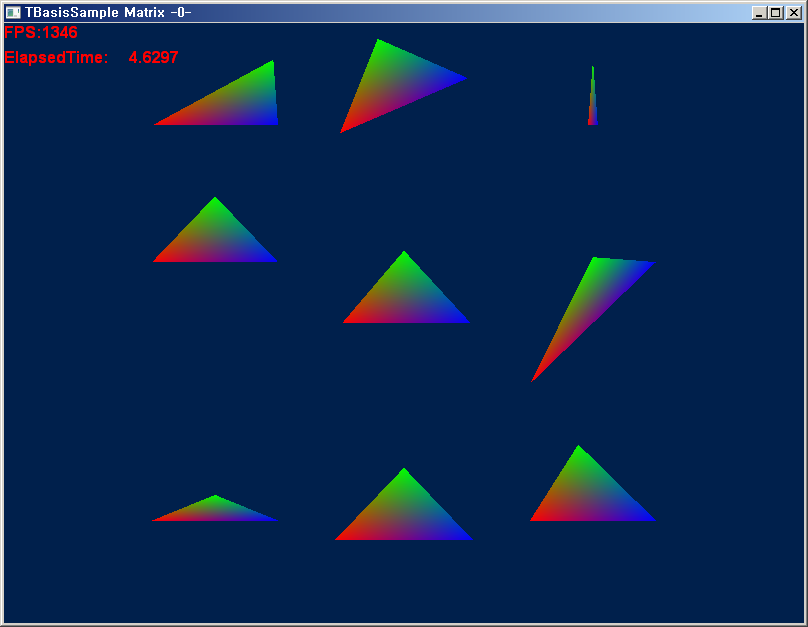 TBasisSample Matrix -0-
FPS:1346
ElapsedTime: 4.6297